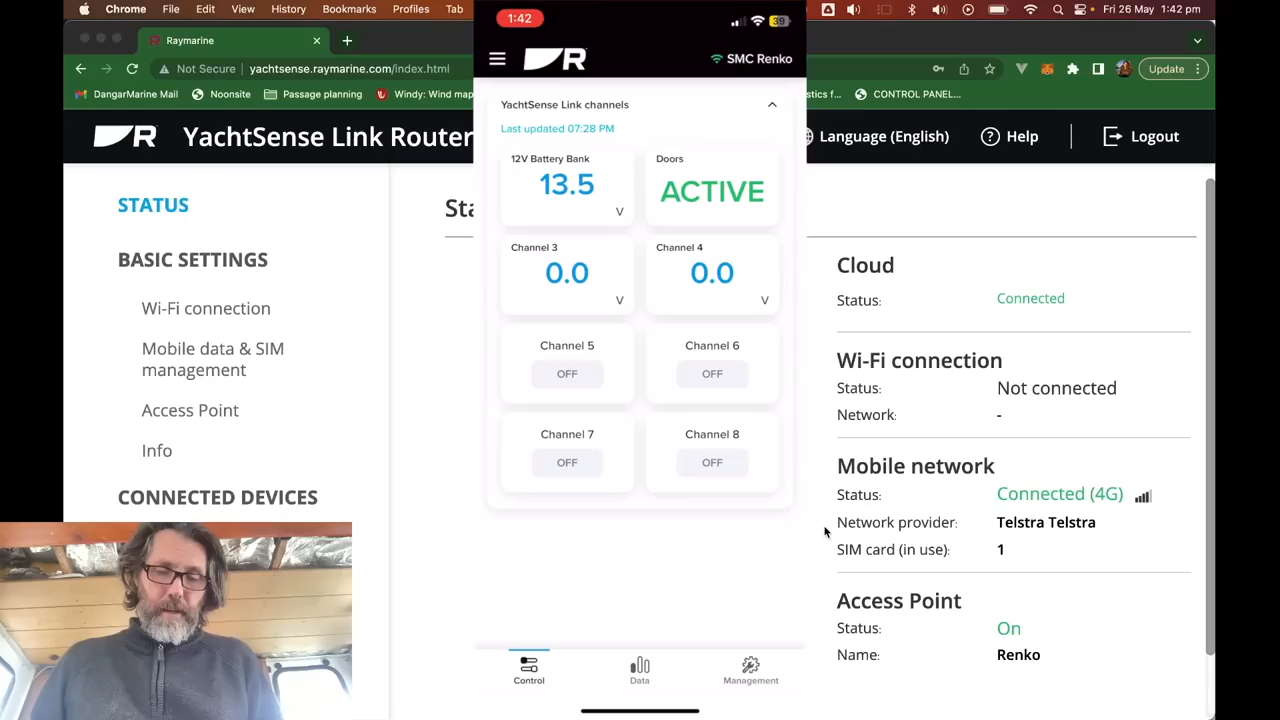 Chrome File Edit View History Bookmarks Profiles Tab
Fri 26 May 1:42 pm
Raymarine
Not Secure yachtsense.raymarine.com/index.html
Update
DangarMarine Mail
Noonsite
Passage planning
Windy: Wind map
stics f...
CONTROL PANEL...
R YachtSense Link Router
Language (English)
Help
Logout
STATUS
BASIC SETTINGS
Wi-Fi connection
Mobile data & SIM
management
Access Point
Info
CONNECTED DEVICES
Sta
1:42
39
R
SMC Renko
YachtSense Link channels
Last updated 07:28 PM
12V Battery Bank
13.5
V
Doors
ACTIVE
Channel 3
0.0
V
Channel 4
0.0
V
Channel 5
OFF
Channel 6
OFF
Channel 7
OFF
Channel 8
OFF
Control
Data
Management
Cloud
Status: Connected
Wi-Fi connection
Status: Not connected
Network: -
Mobile network
Status: Connected (4G)
Network provider: Telstra Telstra
SIM card (in use): 1
Access Point
Status: On
Name: Renko